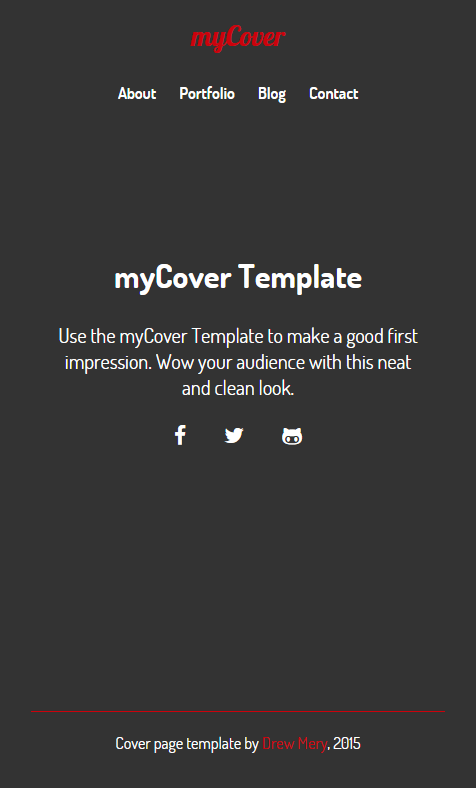 myCover
About Portfolio Blog Contact
myCover Template
Use the myCover Template to make a good first
impression. Wow your audience with this neat
and clean look.
Cover page template by Drew Mery, 2015